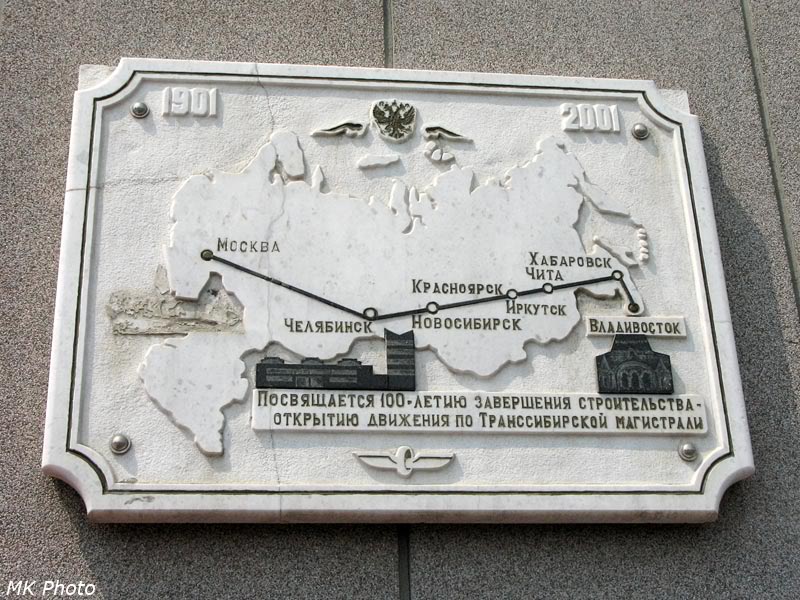 1901
2001
Москва
Хабаровск
Чита
Красноярск
Иркутск
Челябинск
Новосибирск
Владивосток
Посвящается 100-летию завершения строительства-
открытию движения по Транссибирской магистрали
MK Photo